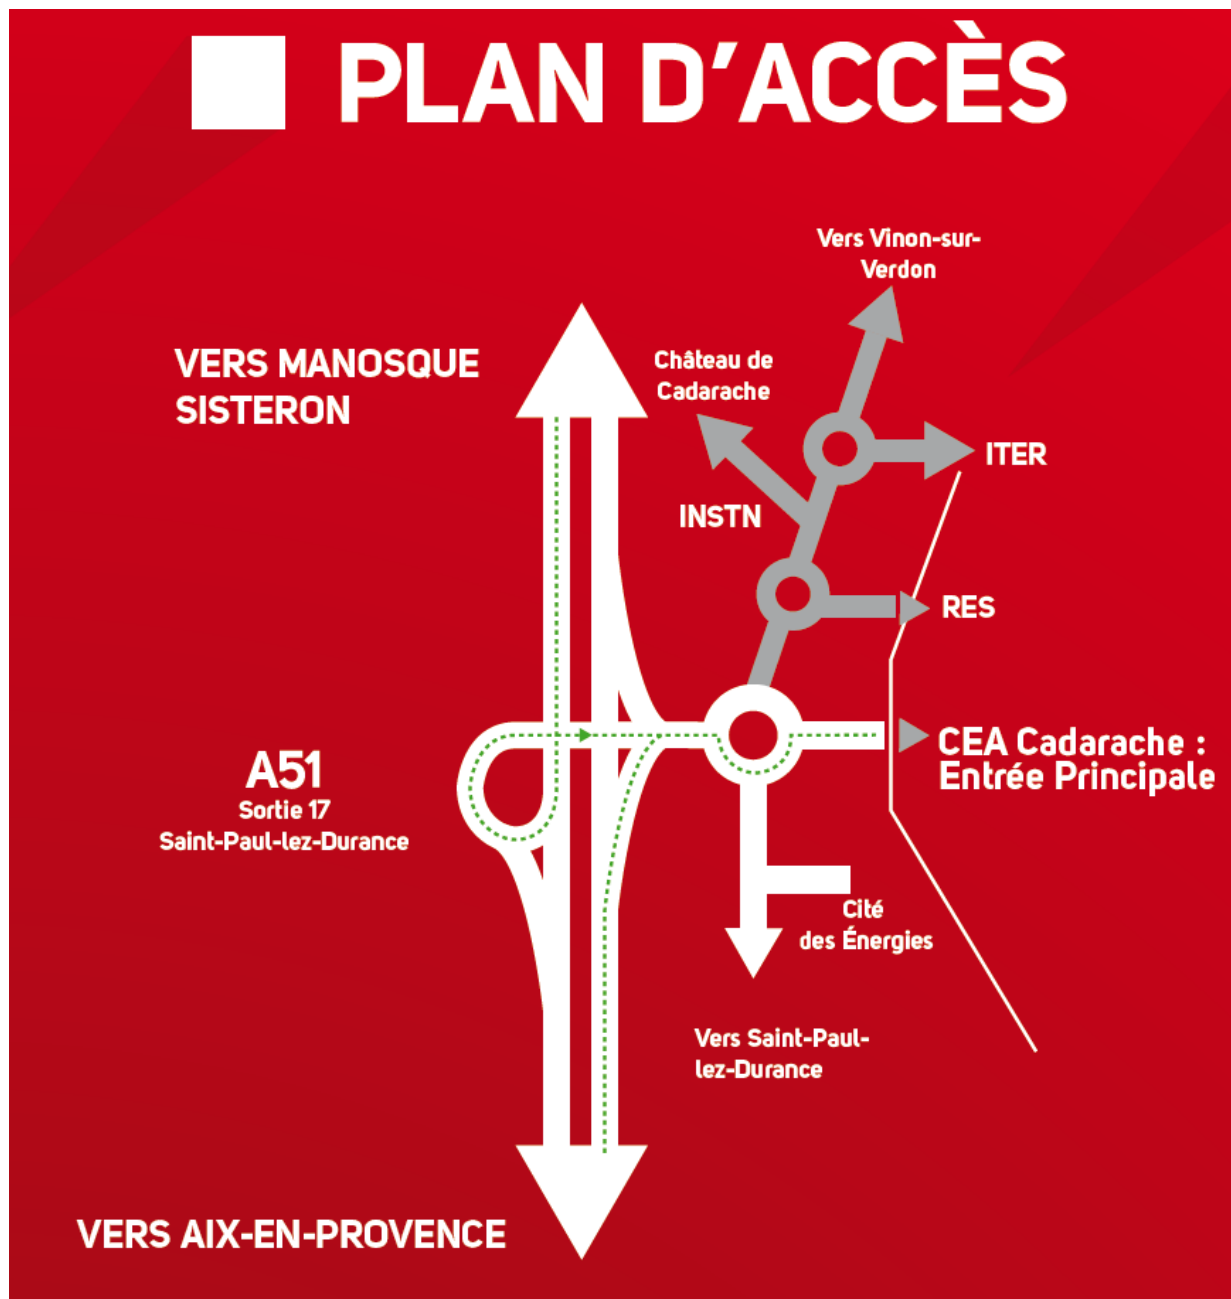 PLAN D'ACCÈS
Vers Vinon-sur-
Verdon
VERS MANOSQUE
SISTERON
Château de
Cadarache
ITER
INSTN
RES
CEA Cadarache :
Entrée Principale
A51
Sortie 17
Saint-Paul-lez-Durance
Cité
des Énergies
Vers Saint-Paul-
lez-Durance
VERS AIX-EN-PROVENCE